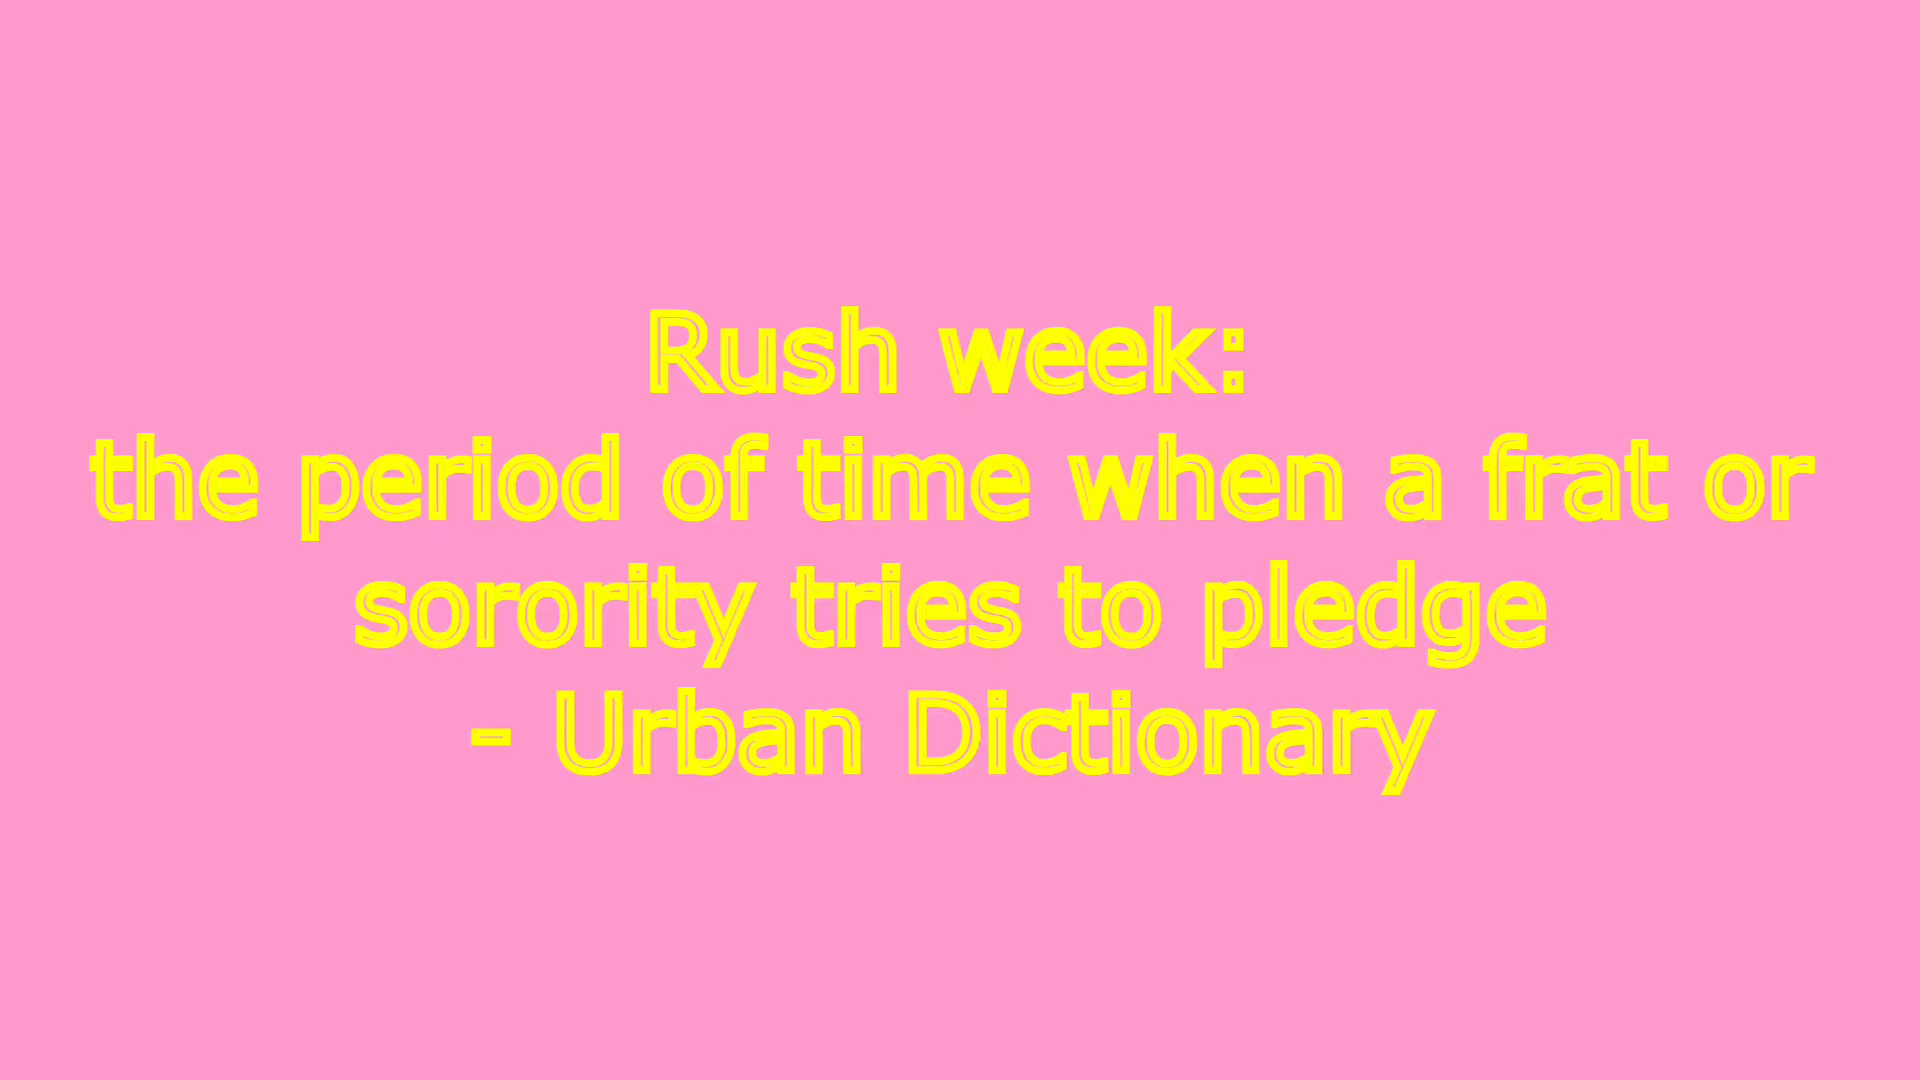 Rush week:
the period of time when a frat or
sorority tries to pledge
- Urban Dictionary